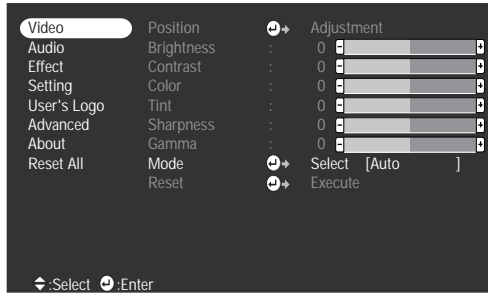 Video Position Adjustment
Audio Brightness : 0 - +
Effect Contrast : 0 - +
Setting Color : 0 - +
User's Logo Tint : 0 - +
Advanced Sharpness : 0 - +
About Gamma : 0 - +
Reset All Mode Select [Auto ]
Reset Execute
:Select :Enter